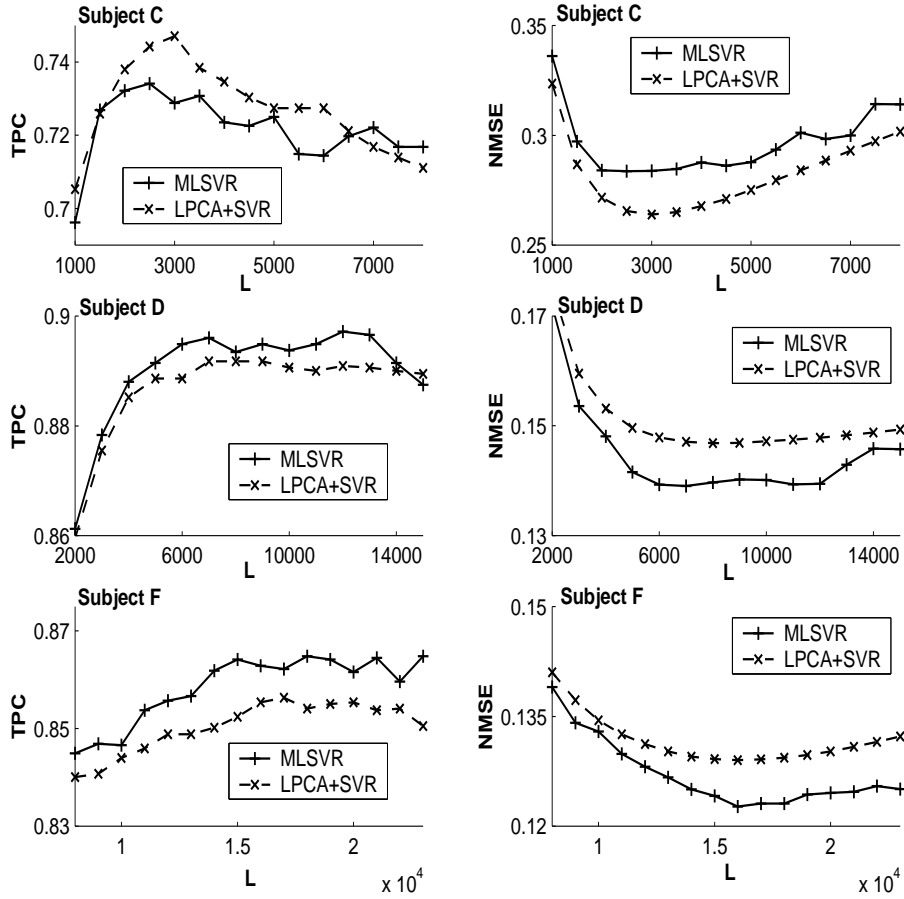 Subject C
TPC
0.74
0.72
0.7
MLSVR
LPCA+SVR
1000 3000 5000 7000
L
NMSE
0.3
0.25
MLSVR
LPCA+SVR
1000 3000 5000 7000
L
Subject D
TPC
0.9
0.88
0.86
MLSVR
LPCA+SVR
2000 6000 10000 14000
L
Subject D
NMSE
0.17
0.15
0.13
MLSVR
LPCA+SVR
2000 6000 10000 14000
L
Subject F
TPC
0.87
0.85
0.83
MLSVR
LPCA+SVR
1 1.5 2
L
x 10^4
Subject F
NMSE
0.15
0.135
0.12
MLSVR
LPCA+SVR
1 1.5 2
L
x 10^4
Subject C